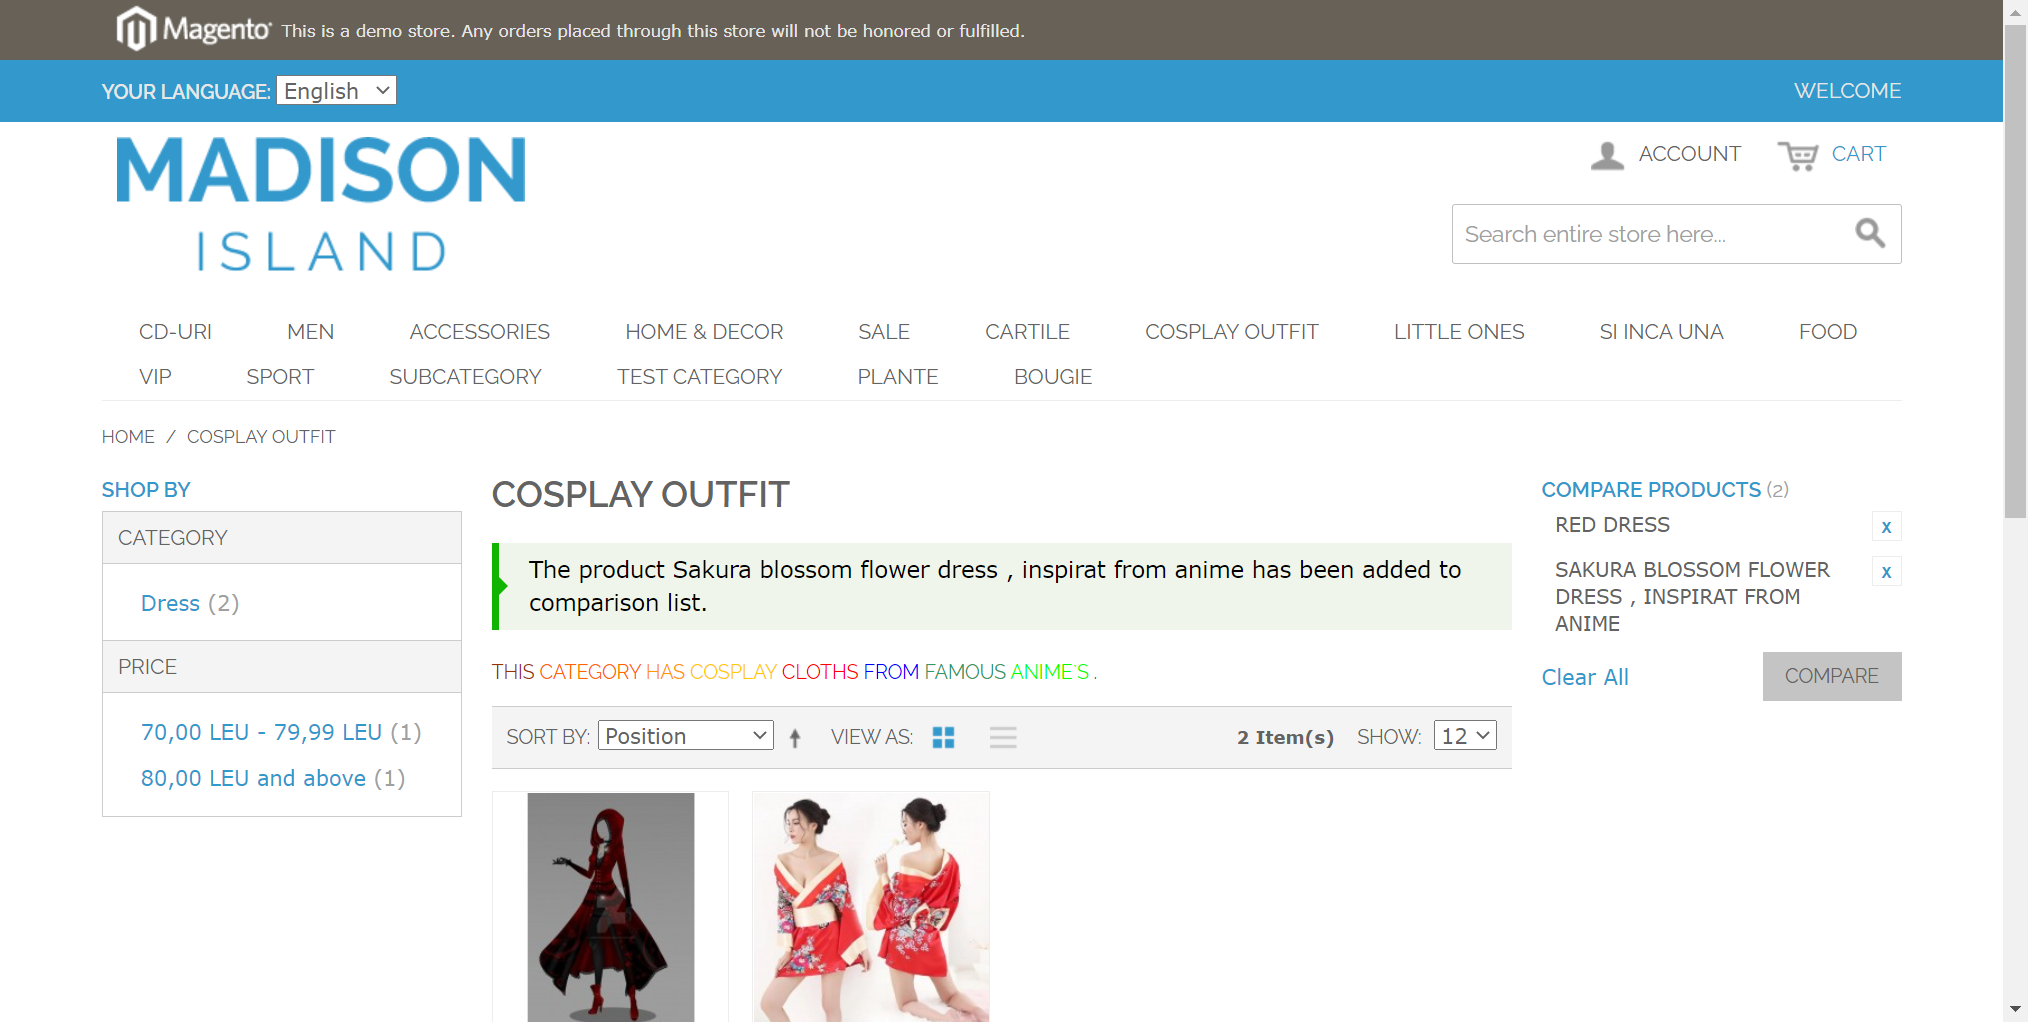 Magento® This is a demo store. Any orders placed through this store will not be honored or fulfilled.
YOUR LANGUAGE: English
WELCOME
MADISON
ISLAND
ACCOUNT CART
Search entire store here...
CD-URI MEN ACCESSORIES HOME & DECOR SALE CARTILE COSPLAY OUTFIT LITTLE ONES SI INCA UNA FOOD
VIP SPORT SUBCATEGORY TEST CATEGORY PLANTE BOUGIE
HOME / COSPLAY OUTFIT
SHOP BY
CATEGORY
Dress (2)
PRICE
70,00 LEU - 79,99 LEU (1)
80,00 LEU and above (1)
COSPLAY OUTFIT
The product Sakura blossom flower dress , inspirat from anime has been added to
comparison list.
THIS CATEGORY HAS COSPLAY CLOTHS FROM FAMOUS ANIME'S .
SORT BY: Position VIEW AS: 2 Item(s) SHOW: 12
COMPARE PRODUCTS (2)
RED DRESS x
SAKURA BLOSSOM FLOWER x
DRESS , INSPIRAT FROM
ANIME
Clear All COMPARE